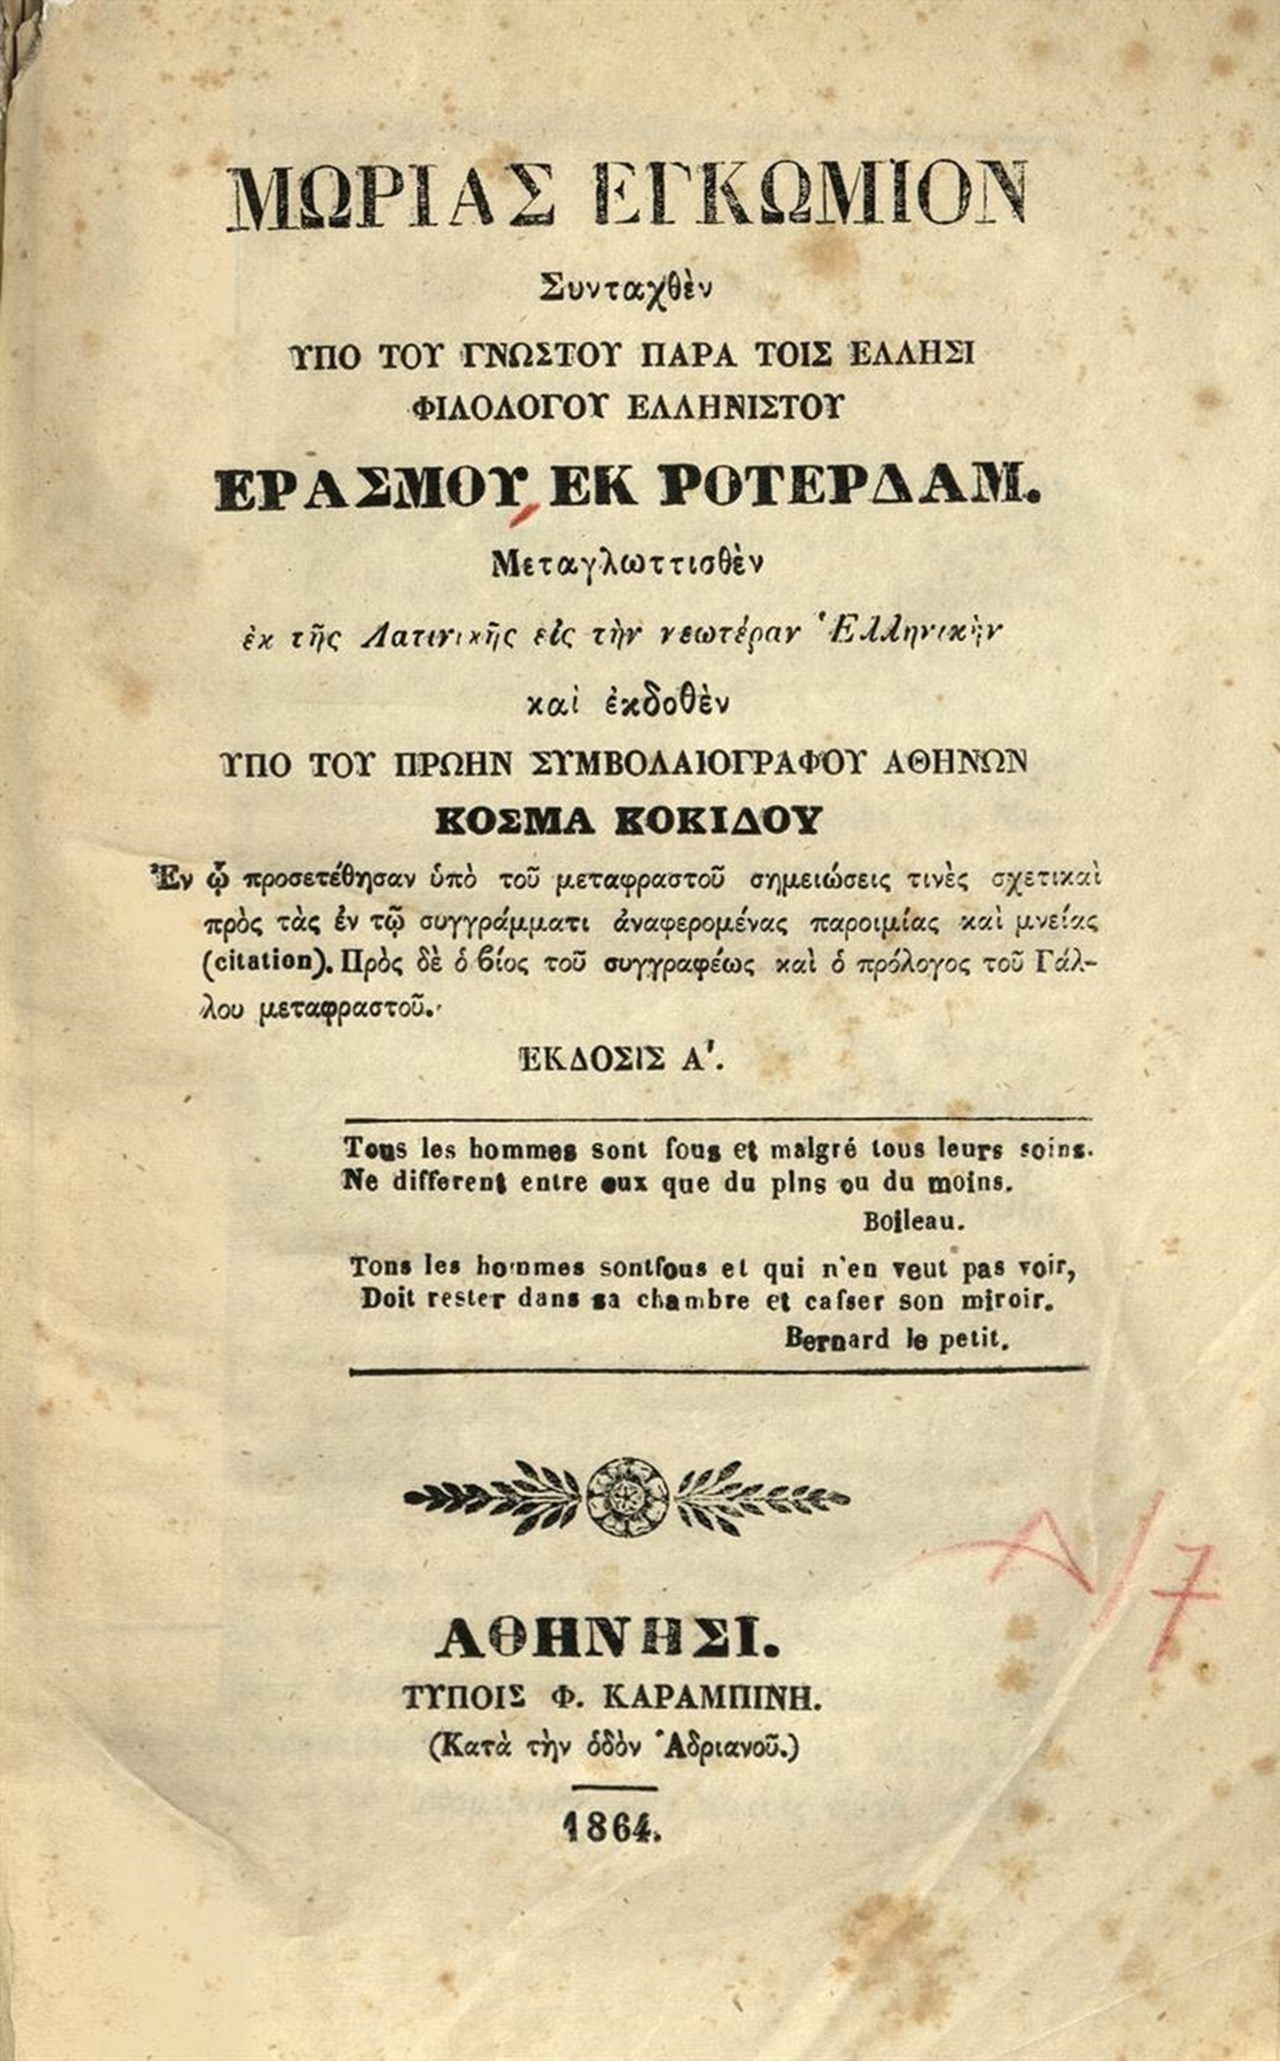 ΜΩΡΙΑΣ ΕΓΚΩΜΙΟΝ
Συνταχθὲν
ΥΠΟ ΤΟΥ ΓΝΩΣΤΟΥ ΠΑΡΑ ΤΟΙΣ ΕΛΛΗΣΙ
ΦΙΛΟΛΟΓΟΥ ΕΛΛΗΝΙΣΤΟΥ
ΕΡΑΣΜΟΥ ΕΚ ΡΟΤΕΡΔΑΜ.
Μεταγλωττισθὲν
ἐκ τῆς Λατινικῆς εἰς τὴν νεωτέραν Ἑλληνικὴν
καὶ ἐκδοθὲν
ΥΠΟ ΤΟΥ ΠΡΩΗΝ ΣΥΜΒΟΛΑΙΟΓΡΑΦΟΥ ΑΘΗΝΩΝ
ΚΟΣΜΑ ΚΟΚΙΔΟΥ
Ἐν ᾧ προσετέθησαν ὑπὸ τοῦ μεταφραστοῦ σημειώσεις τινὲς σχετικαὶ
πρὸς τὰς ἐν τῷ συγγράμματι ἀναφερομένας παροιμίας καὶ μνείας
(citation). Πρὸς δὲ ὁ βίος τοῦ συγγραφέως καὶ ὁ πρόλογος τοῦ Γάλ-
λου μεταφραστοῦ.
ΈΚΔΟΣΙΣ Α'.
Tous les hommes sont fous et malgré tous leurs soins.
Ne different entre eux que du plns ou du moins.
Boileau.
Tons les hommes sontfous et qui n'en veut pas voir,
Doit rester dans sa chambre et casser son miroir.
Bernard le petit.
Α/7
ΑΘΗΝΗΣΙ.
ΤΥΠΟΙΣ Φ. ΚΑΡΑΜΠΙΝΗ.
(Κατὰ τὴν ὁδὸν Ἀδριανοῦ.)
1864.